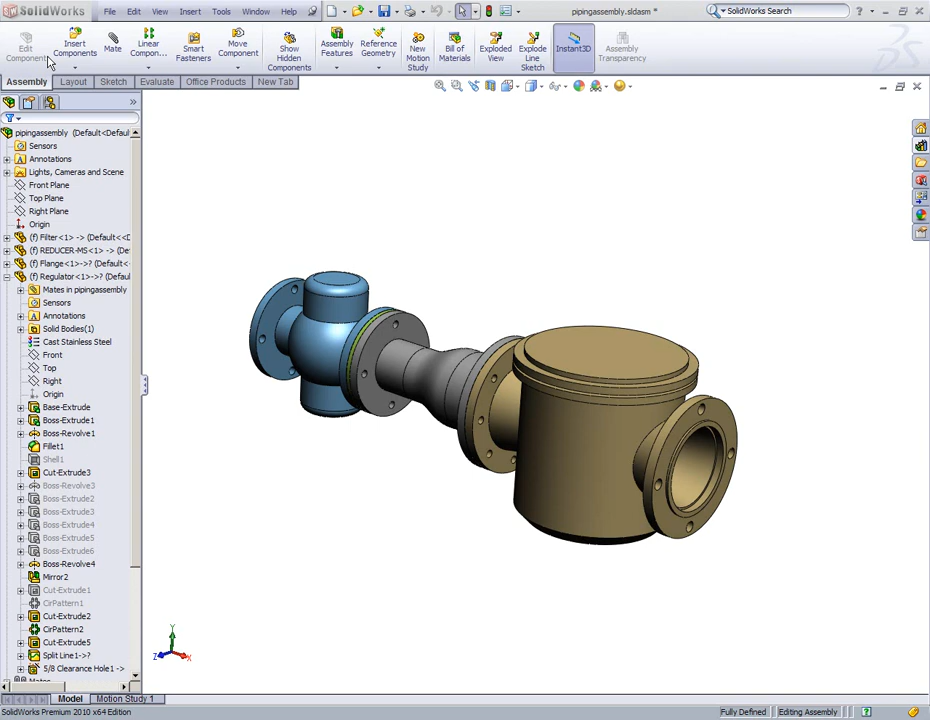 SolidWorks File Edit View Insert Tools Window Help pipingassembly.sldasm * SolidWorks Search
Edit Component
Insert Components
Mate
Linear Compon...
Smart Fasteners
Move Component
Show Hidden Components
Assembly Features
Reference Geometry
New Motion Study
Bill of Materials
Exploded View
Explode Line Sketch
Instant3D
Assembly Transparency
Assembly Layout Sketch Evaluate Office Products New Tab
pipingassembly (Default<Default
Sensors
Annotations
Lights, Cameras and Scene
Front Plane
Top Plane
Right Plane
Origin
(f) Filter<1> -> (Default<<D
(f) REDUCER-MS<1> -> (De
(f) Flange<1>->? (Default<
(f) Regulator<1>->? (Defaul
Mates in pipingassembly
Sensors
Annotations
Solid Bodies(1)
Cast Stainless Steel
Front
Top
Right
Origin
Base-Extrude
Boss-Extrude1
Boss-Revolve1
Fillet1
Shell1
Cut-Extrude3
Boss-Revolve3
Boss-Extrude2
Boss-Extrude3
Boss-Extrude4
Boss-Extrude5
Boss-Extrude6
Boss-Revolve4
Mirror2
Cut-Extrude1
CirPattern1
Cut-Extrude2
CirPattern2
Cut-Extrude5
Split Line1->?
5/8 Clearance Hole1 ->
Mates
Y
Z X
Model Motion Study 1
SolidWorks Premium 2010 x64 Edition Fully Defined Editing Assembly